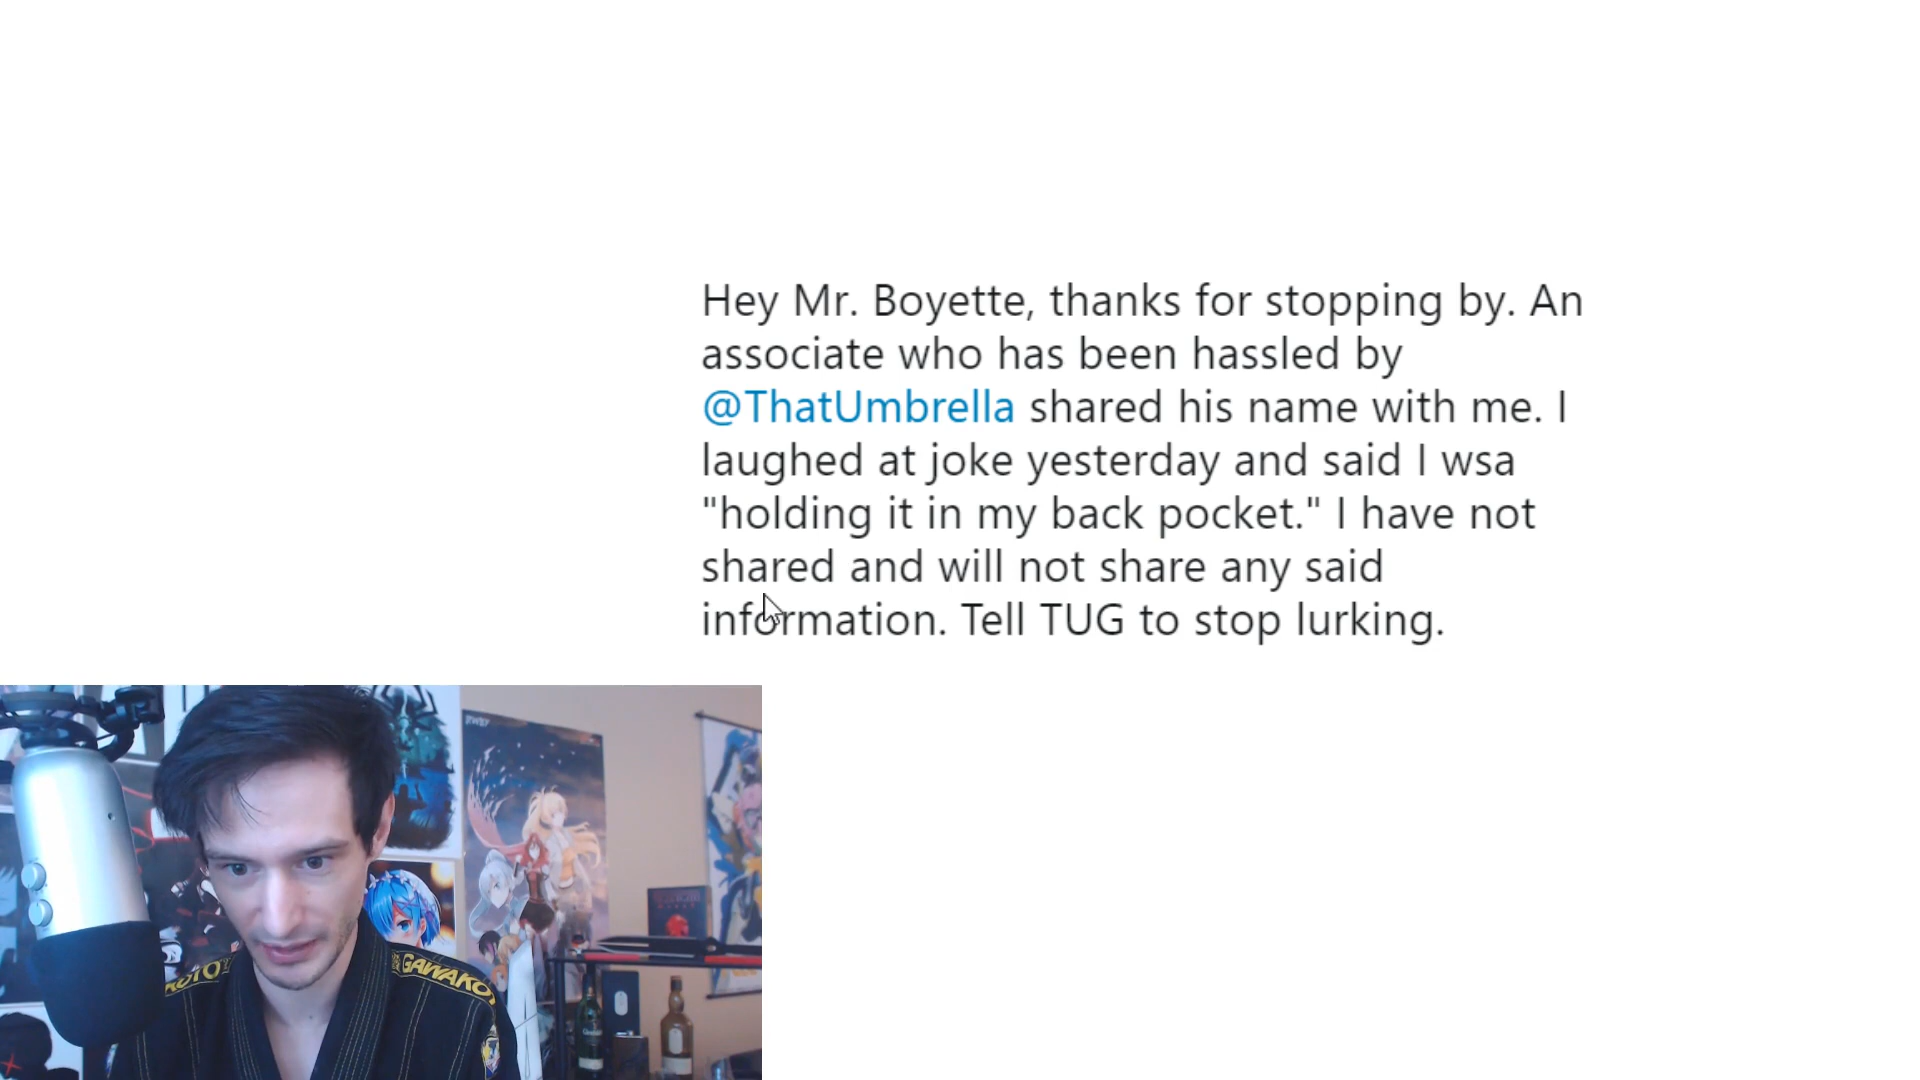 Hey Mr. Boyette, thanks for stopping by. An
associate who has been hassled by
@ThatUmbrella shared his name with me. I
laughed at joke yesterday and said I wsa
"holding it in my back pocket." I have not
shared and will not share any said
information. Tell TUG to stop lurking.
RWBY
GAWAKO